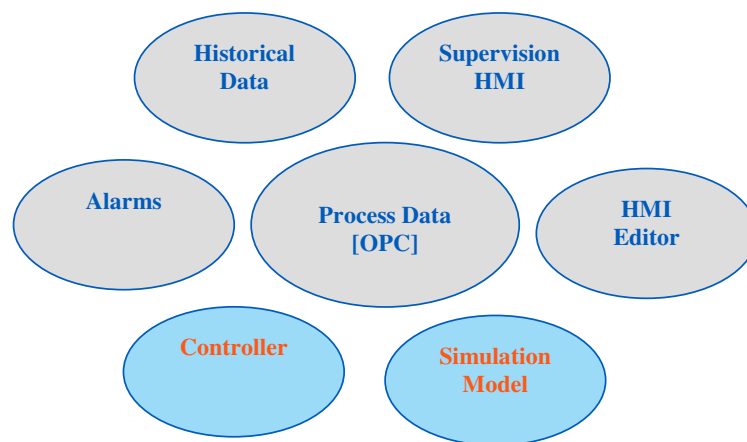 Historical
Data
Supervision
HMI
Alarms
Process Data
[OPC]
HMI
Editor
Controller
Simulation
Model